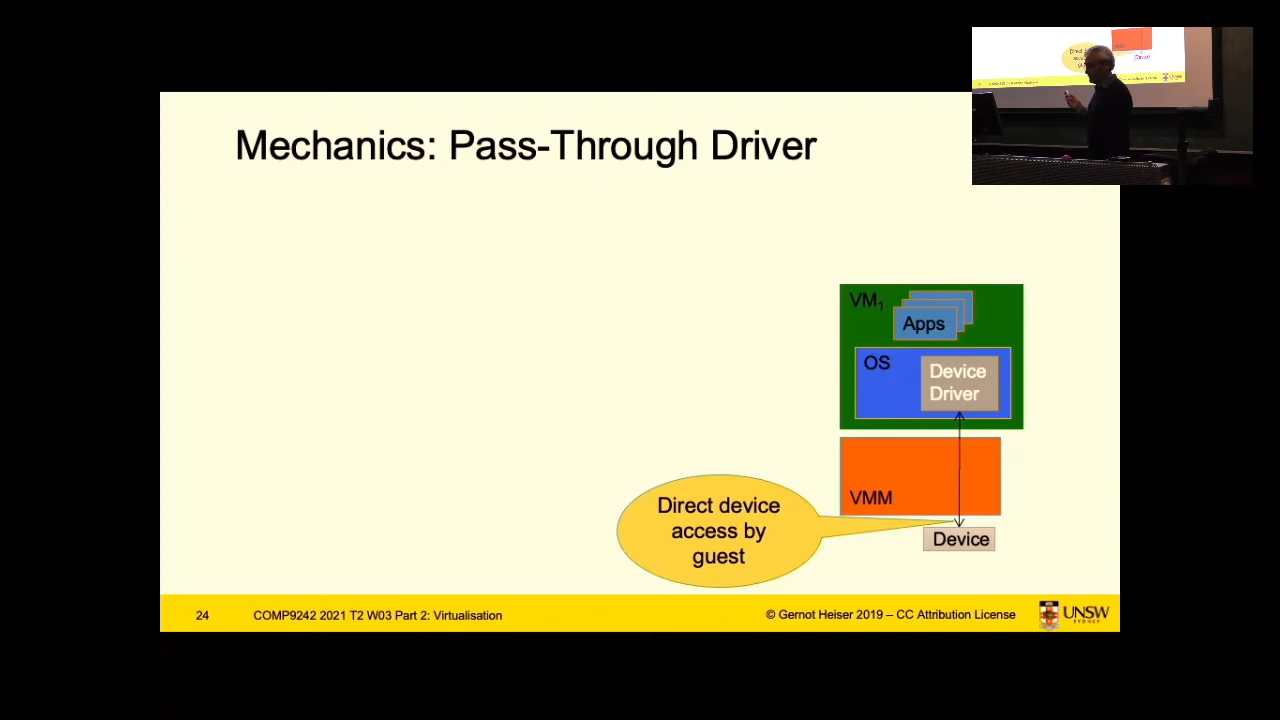 Mechanics: Pass-Through Driver
VM1
Apps
OS
Device
Driver
VMM
Direct device
access by
guest
Device
24
COMP9242 2021 T2 W03 Part 2: Virtualisation
© Gernot Heiser 2019 – CC Attribution License
UNSW
SYDNEY